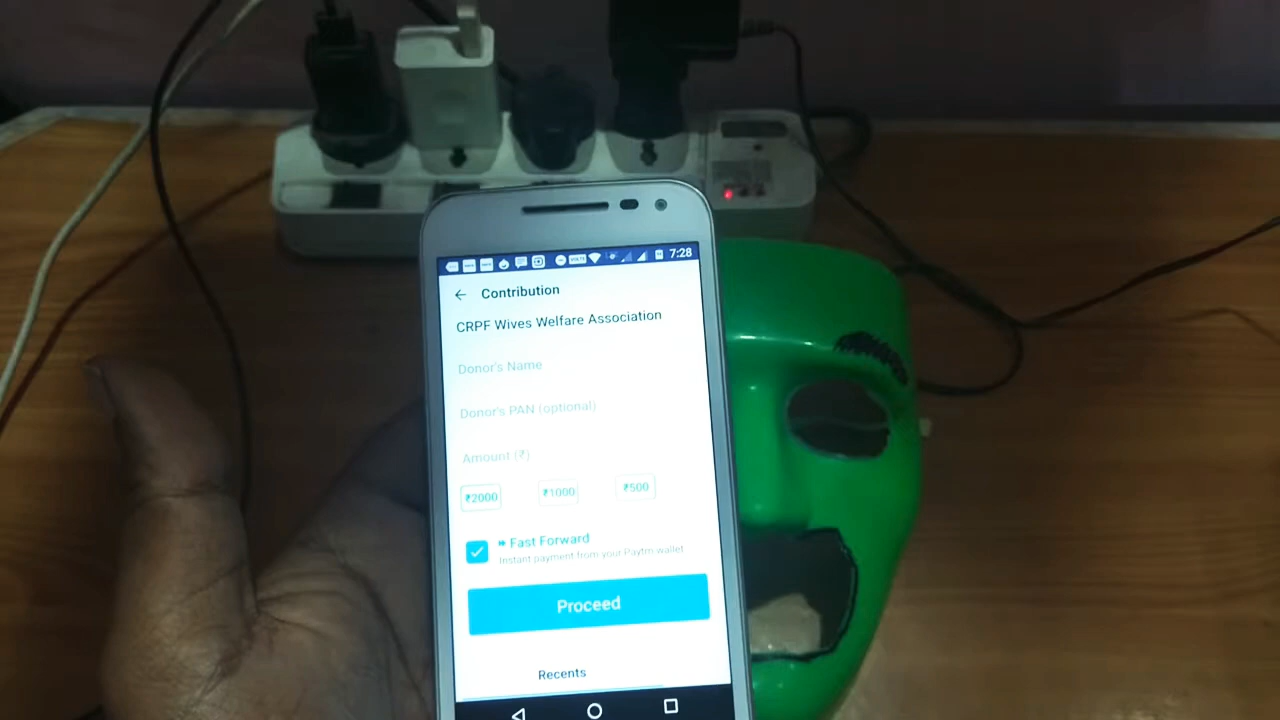 7:28
Contribution
CRPF Wives Welfare Association
Donor's Name
Donor's PAN (optional)
Amount (₹)
₹2000 ₹1000 ₹500
Fast Forward
Instant payment from your Paytm wallet
Proceed
Recents